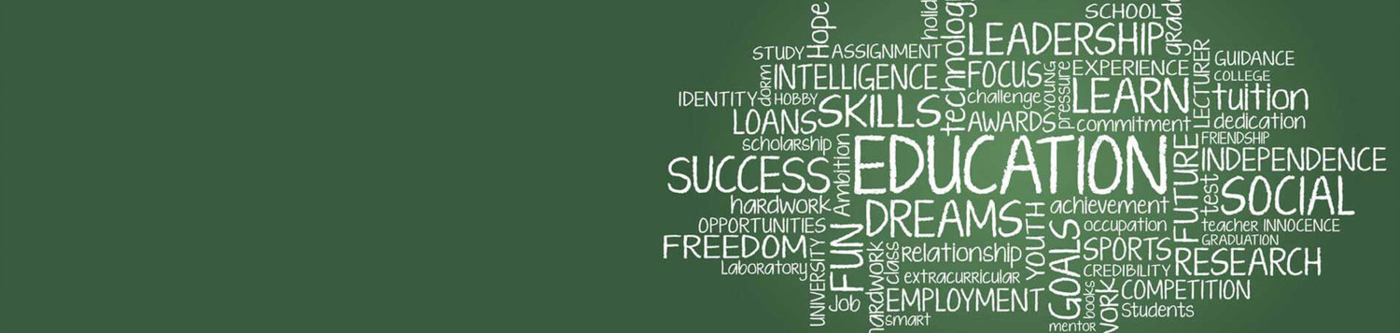 SCHOOL
Hope
technology
LEADERSHIP
STUDY
ASSIGNMENT
GUIDANCE
INTELLIGENCE
FOCUS
EXPERIENCE
LECTURER
COLLEGE
dorm
IDENTITY
HOBBY
SKILLS
challenge
YOUNG
pressure
LEARN
tuition
LOANS
AWARDS
commitment
dedication
scholarship
Ambition
EDUCATION
FUTURE
FRIENDSHIP
INDEPENDENCE
SUCCESS
test
SOCIAL
hardwork
DREAMS
YOUTH
achievement
OPPORTUNITIES
occupation
teacher
INNOCENCE
FREEDOM
FUN
relationship
GOALS
SPORTS
GRADUATION
Laboratory
UNIVERSITY
hardwork
class
extracurricular
CREDIBILITY
RESEARCH
Job
EMPLOYMENT
books
WORK
COMPETITION
smart
Students
mentor